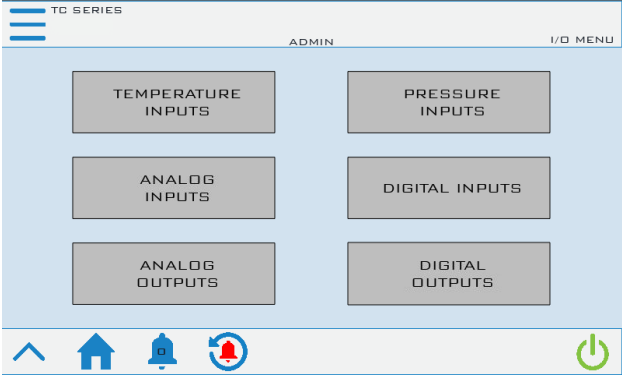 TC SERIES
ADMIN
I/O MENU
TEMPERATURE
INPUTS
PRESSURE
INPUTS
ANALOG
INPUTS
DIGITAL INPUTS
ANALOG
OUTPUTS
DIGITAL
OUTPUTS
0